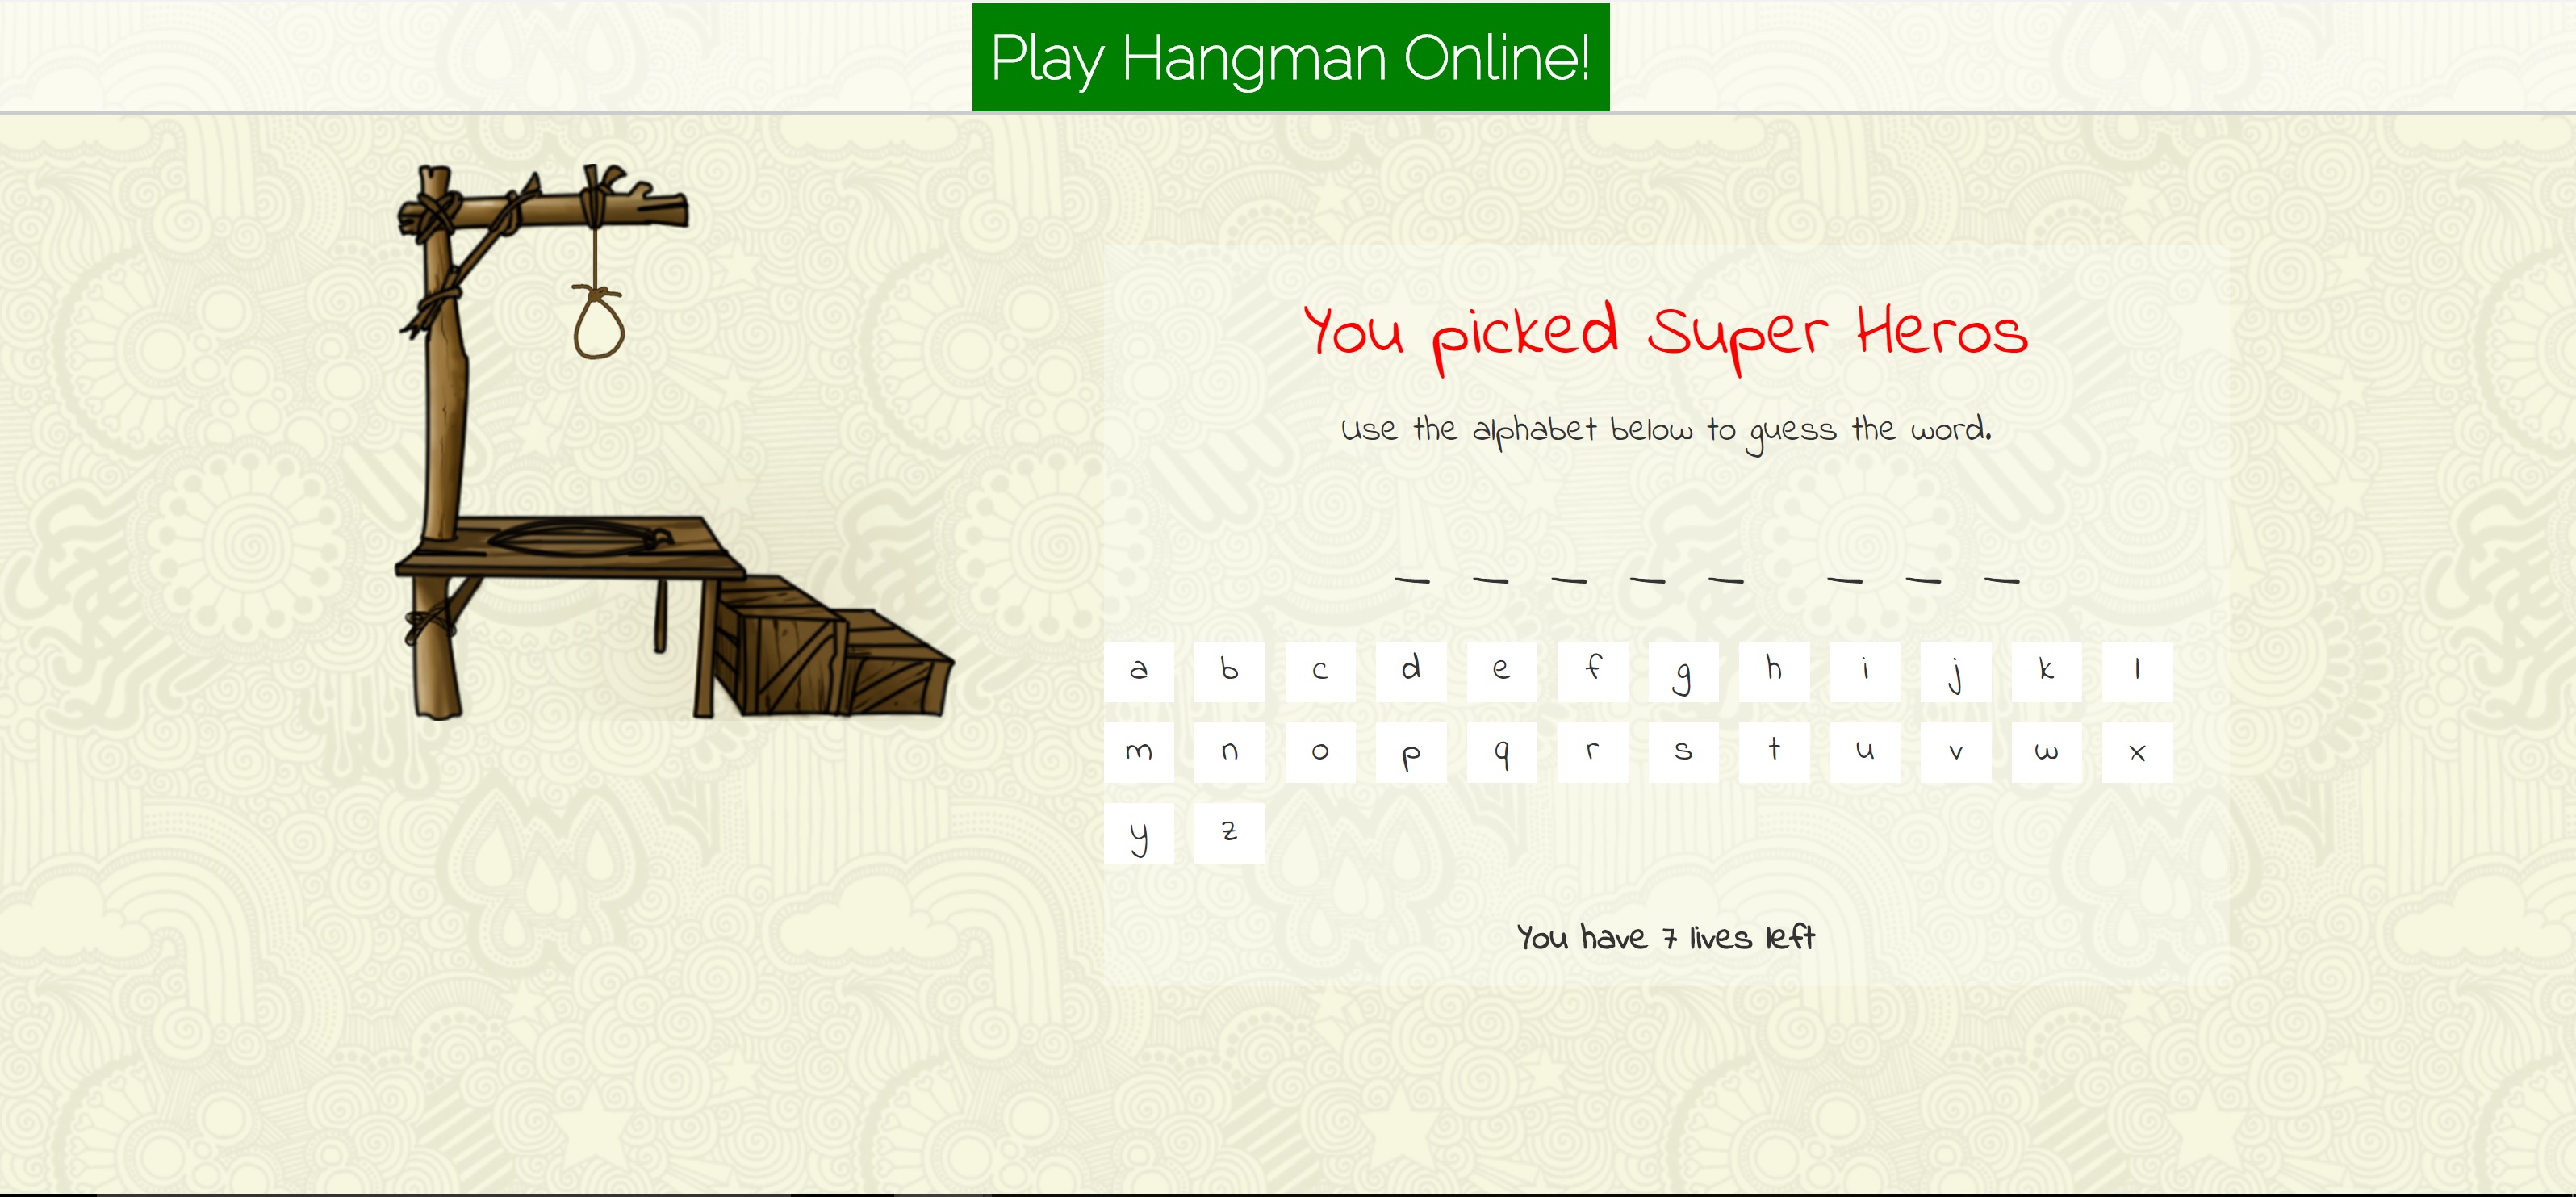 Play Hangman Online!
You picked Super Heros
Use the alphabet below to guess the word.
_ _ _ _ _   _ _ _
a b c d e f g h i j k l
m n o p q r s t u v w x
y z
You have 7 lives left